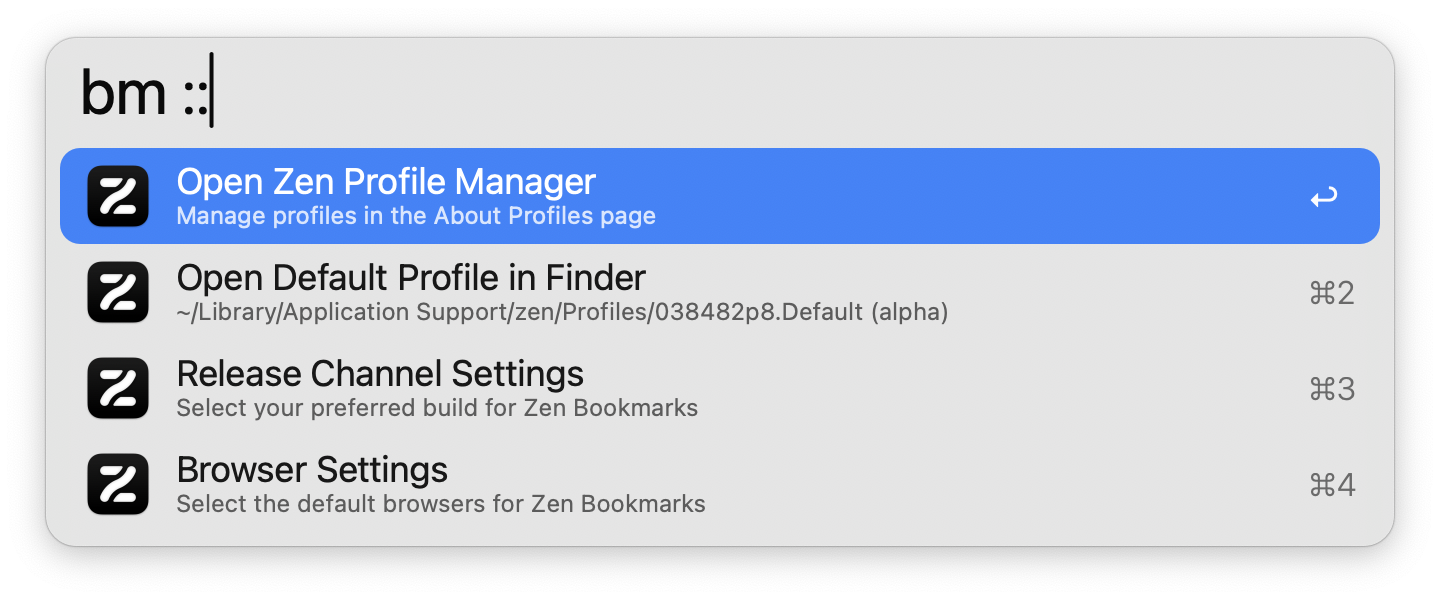 bm ::
Open Zen Profile Manager
Manage profiles in the About Profiles page
Open Default Profile in Finder
⌘2
~/Library/Application Support/zen/Profiles/038482p8.Default (alpha)
Release Channel Settings
⌘3
Select your preferred build for Zen Bookmarks
Browser Settings
⌘4
Select the default browsers for Zen Bookmarks